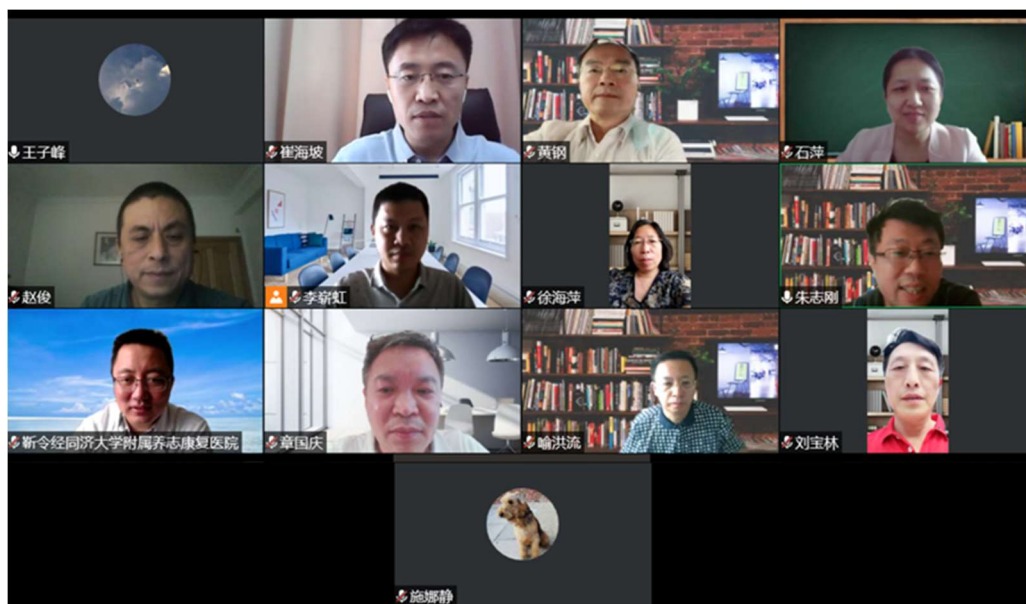 王子峰
崔海坡
黄钢
石萍
赵俊
李崭虹
徐海萍
朱志刚
靳令经同济大学附属养志康复医院
章国庆
喻洪流
刘宝林
施娜静